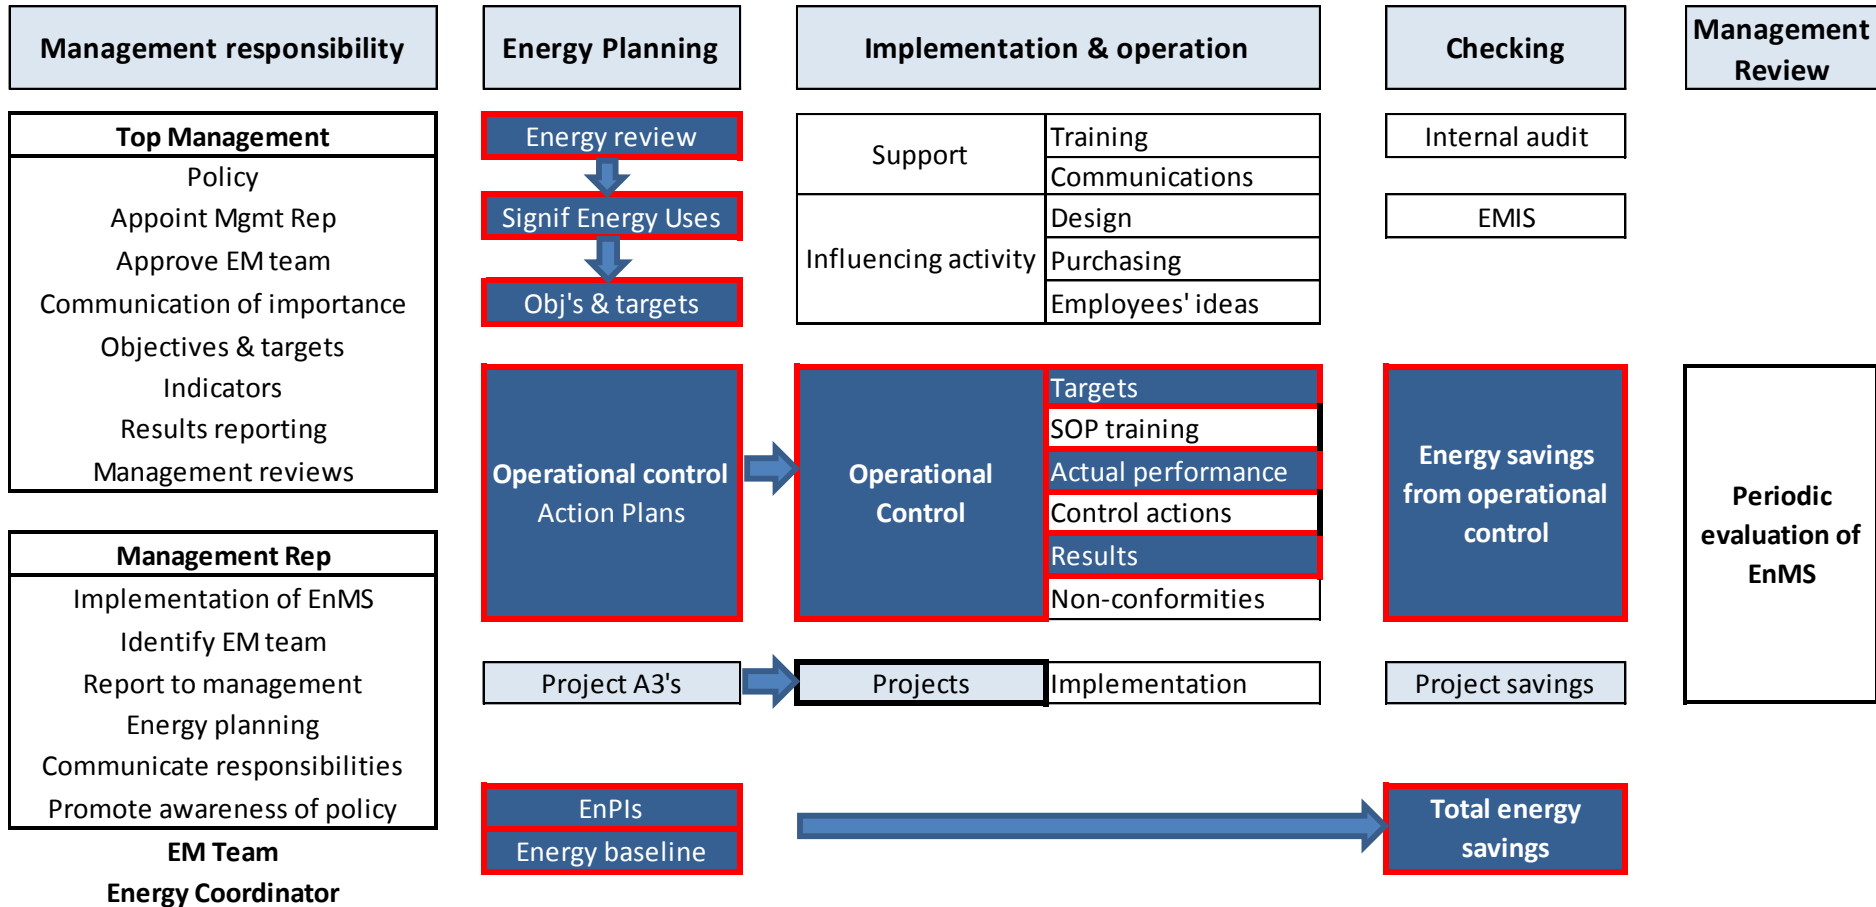 Management responsibility
Energy Planning
Implementation & operation
Checking
Management
Review
Top Management
Policy
Appoint Mgmt Rep
Approve EM team
Communication of importance
Objectives & targets
Indicators
Results reporting
Management reviews
Management Rep
Implementation of EnMS
Identify EM team
Report to management
Energy planning
Communicate responsibilities
Promote awareness of policy
EM Team
Energy Coordinator
Energy review
Signif Energy Uses
Obj's & targets
Operational control
Action Plans
Project A3's
EnPIs
Energy baseline
Support
Training
Communications
Influencing activity
Design
Purchasing
Employees' ideas
Operational
Control
Targets
SOP training
Actual performance
Control actions
Results
Non-conformities
Projects
Implementation
Internal audit
EMIS
Energy savings
from operational
control
Project savings
Total energy
savings
Periodic
evaluation of
EnMS